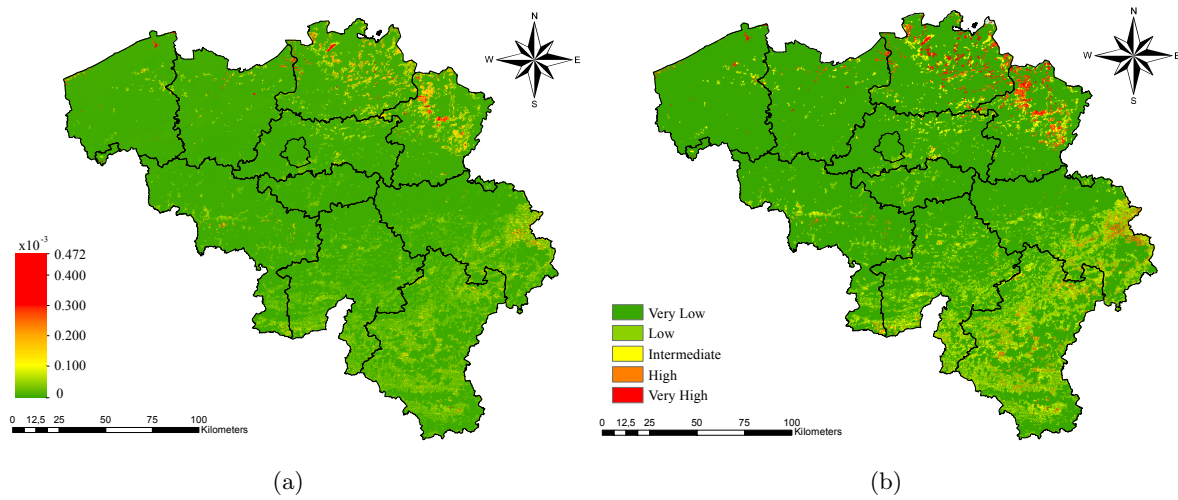 N
W E
S
x10⁻³
0.472
0.400
0.300
0.200
0.100
0
0 12,5 25 50 75 100
Kilometers
(a)
N
W E
S
Very Low
Low
Intermediate
High
Very High
0 12,5 25 50 75 100
Kilometers
(b)